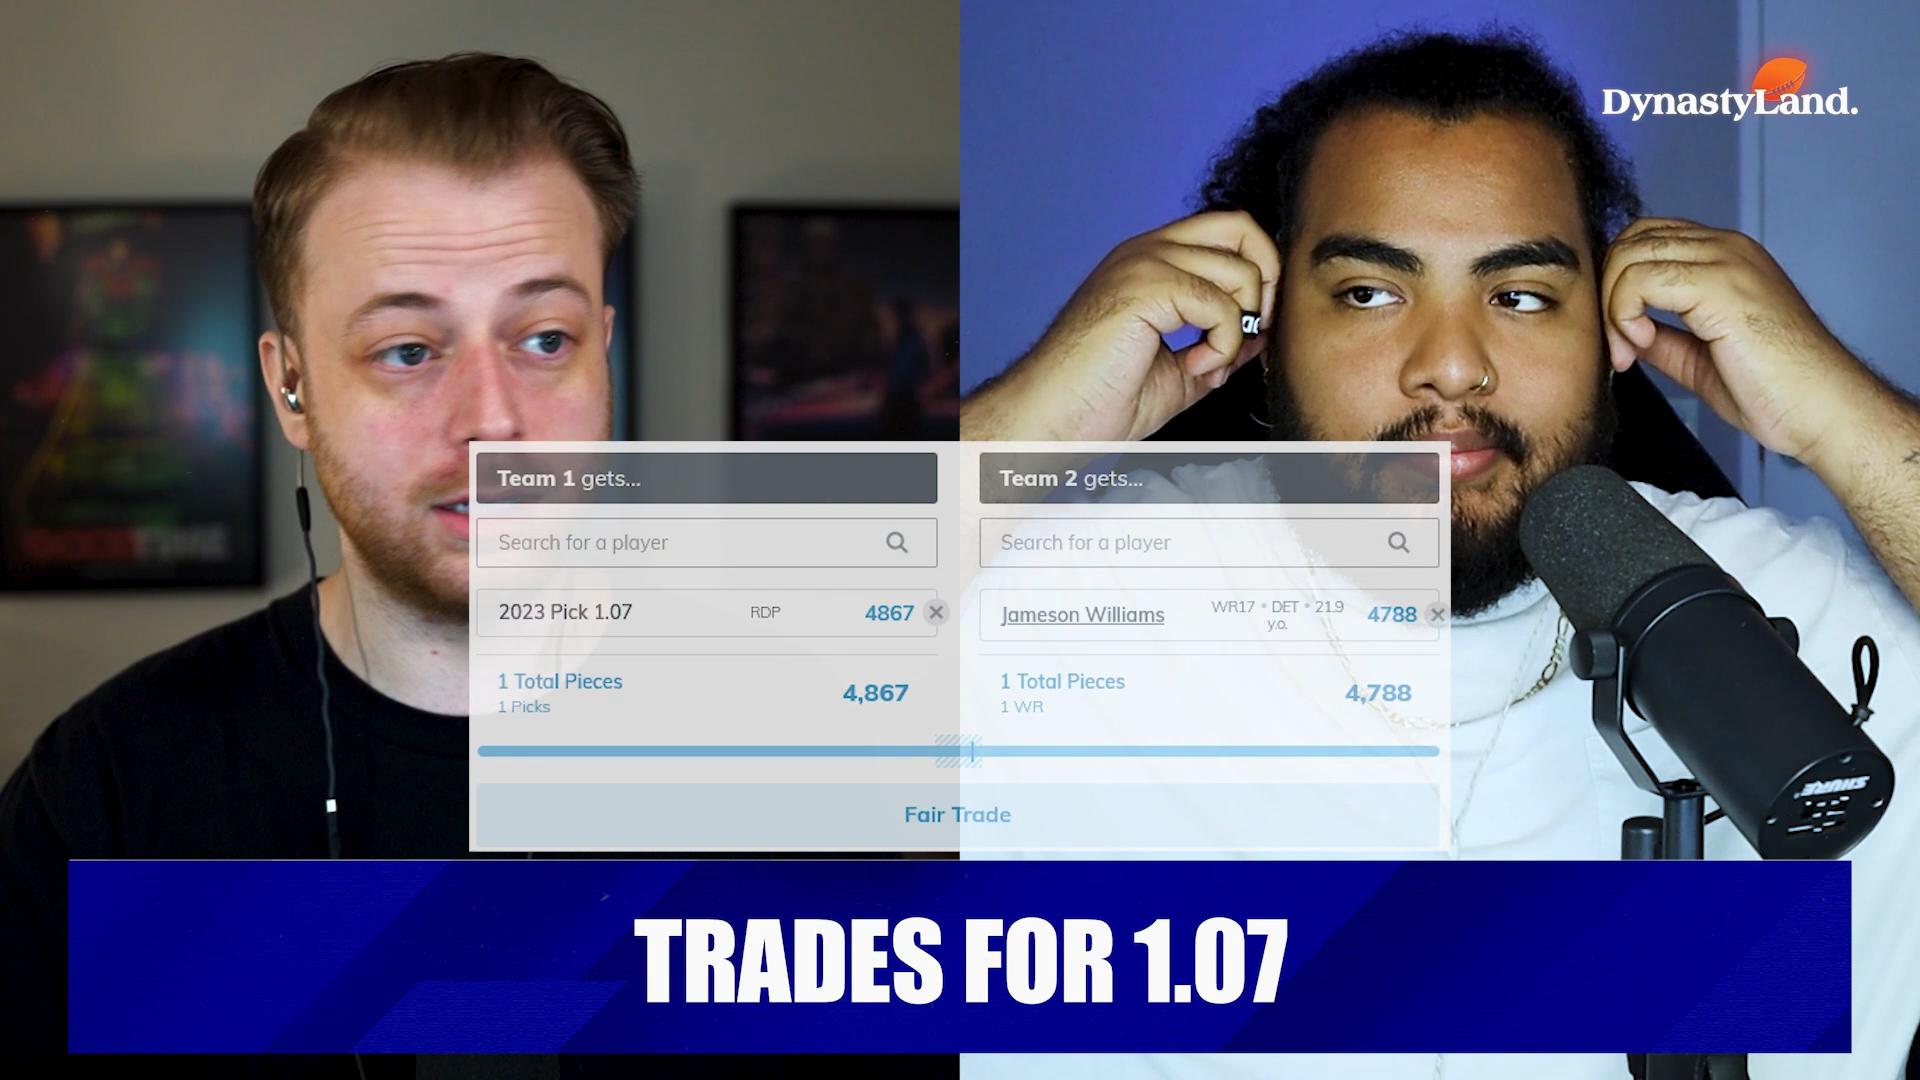 DynastyLand.
Team 1 gets...
Search for a player
2023 Pick 1.07 RDP 4867
1 Total Pieces
1 Picks
4,867
Team 2 gets...
Search for a player
Jameson Williams WR17 • DET • 21.9 y.o. 4788
1 Total Pieces
1 WR
4,788
Fair Trade
SHURE
TRADES FOR 1.07